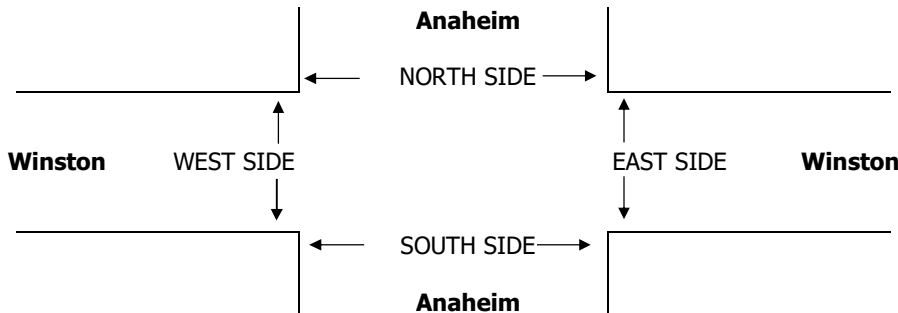 Anaheim
NORTH SIDE
Winston WEST SIDE EAST SIDE Winston
SOUTH SIDE
Anaheim